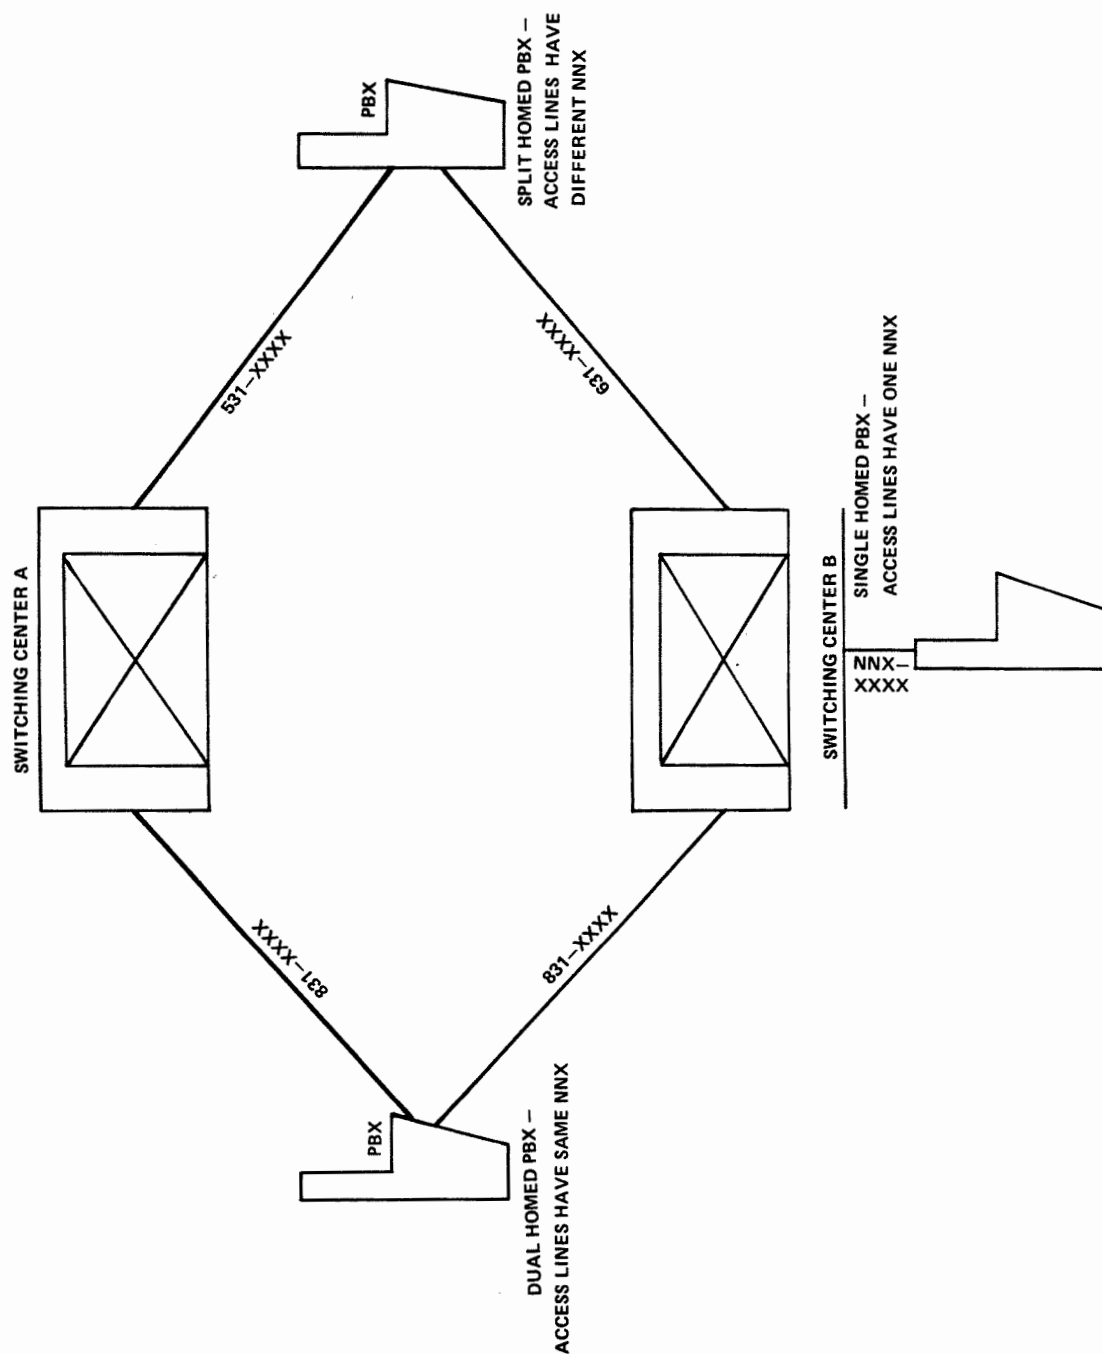 SWITCHING CENTER A
PBX
SPLIT HOMED PBX –
ACCESS LINES HAVE
DIFFERENT NNX
531–XXXX
631–XXXX
831–XXXX
831–XXXX
PBX
DUAL HOMED PBX –
ACCESS LINES HAVE SAME NNX
SWITCHING CENTER B
NNX–
XXXX
SINGLE HOMED PBX –
ACCESS LINES HAVE ONE NNX